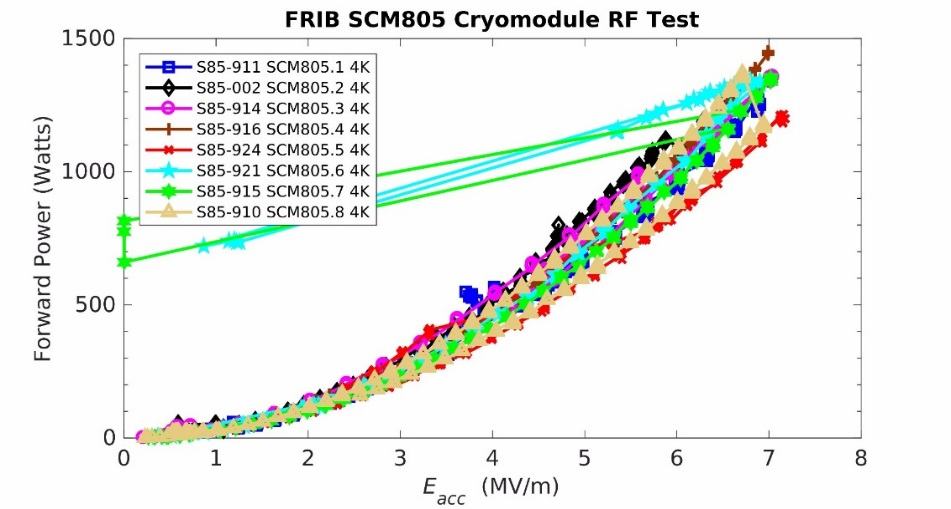 FRIB SCM805 Cryomodule RF Test
1500
1000
500
0
Forward Power (Watts)
S85-911 SCM805.1 4K
S85-002 SCM805.2 4K
S85-914 SCM805.3 4K
S85-916 SCM805.4 4K
S85-924 SCM805.5 4K
S85-921 SCM805.6 4K
S85-915 SCM805.7 4K
S85-910 SCM805.8 4K
0 1 2 3 4 5 6 7 8
E_acc (MV/m)